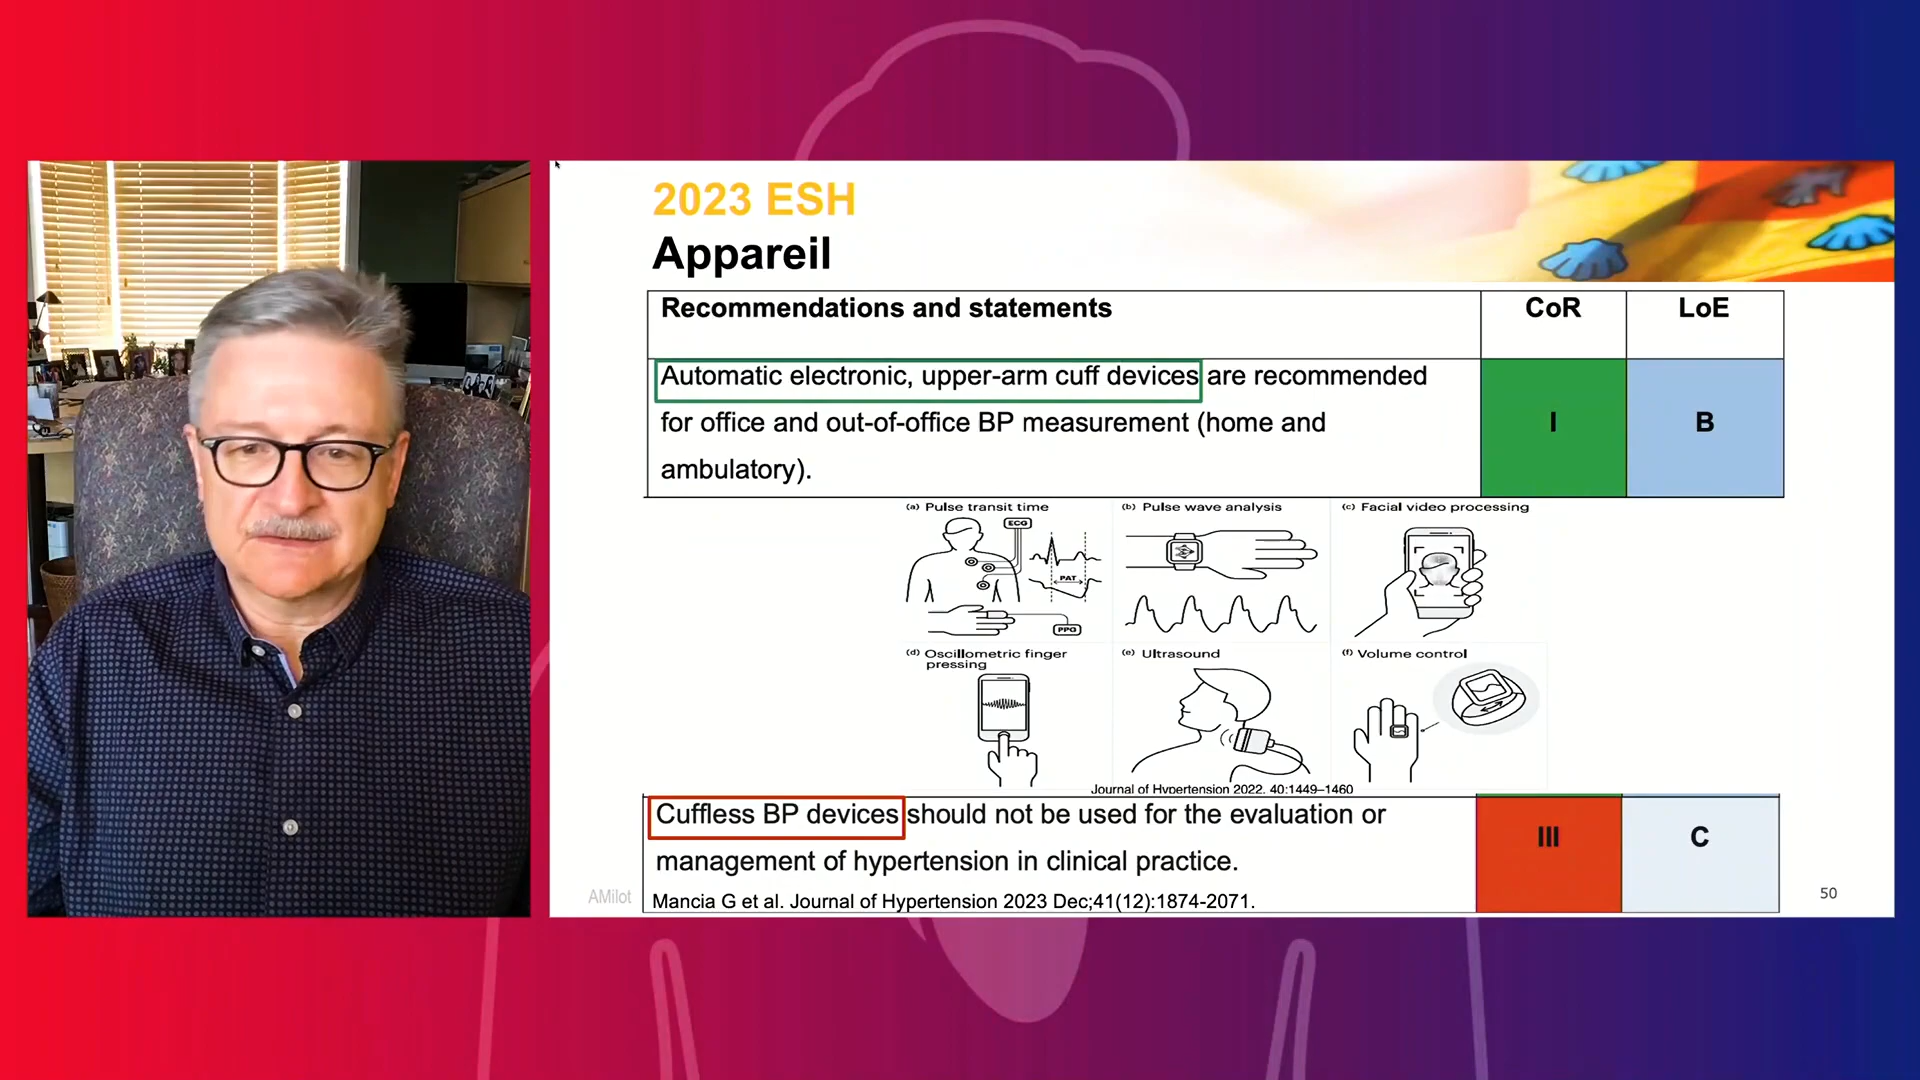 2023 ESH
Appareil
Recommendations and statements CoR LoE
Automatic electronic, upper-arm cuff devices are recommended
for office and out-of-office BP measurement (home and
ambulatory).
I B
(a) Pulse transit time
ECG
PAT
PPG
(b) Pulse wave analysis
(c) Facial video processing
(d) Oscillometric finger
pressing
(e) Ultrasound
(f) Volume control
Journal of Hypertension 2022. 40:1449–1460
Cuffless BP devices should not be used for the evaluation or
management of hypertension in clinical practice.
III C
AMilot
Mancia G et al. Journal of Hypertension 2023 Dec;41(12):1874-2071.
50